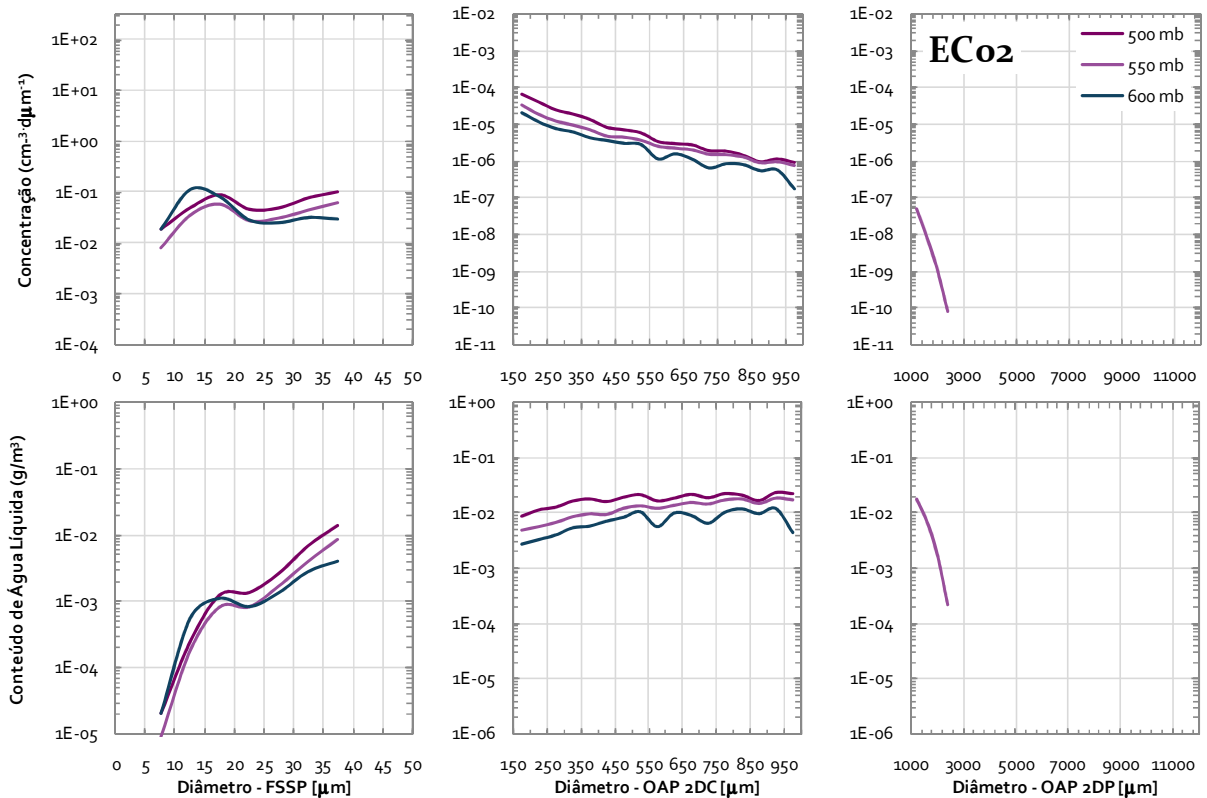 Concentração (cm-³·dµm⁻¹)
1E+02
1E+01
1E+00
1E-01
1E-02
1E-03
1E-04
0 5 10 15 20 25 30 35 40 45 50
1E-02
1E-03
1E-04
1E-05
1E-06
1E-07
1E-08
1E-09
1E-10
1E-11
150 250 350 450 550 650 750 850 950
1E-02
1E-03
1E-04
1E-05
1E-06
1E-07
1E-08
1E-09
1E-10
1E-11
EC02
500 mb
550 mb
600 mb
1000 3000 5000 7000 9000 11000
Conteúdo de Água Líquida (g/m³)
1E+00
1E-01
1E-02
1E-03
1E-04
1E-05
0 5 10 15 20 25 30 35 40 45 50
Diâmetro - FSSP [µm]
1E+00
1E-01
1E-02
1E-03
1E-04
1E-05
1E-06
150 250 350 450 550 650 750 850 950
Diâmetro - OAP 2DC [µm]
1E+00
1E-01
1E-02
1E-03
1E-04
1E-05
1E-06
1000 3000 5000 7000 9000 11000
Diâmetro - OAP 2DP [µm]